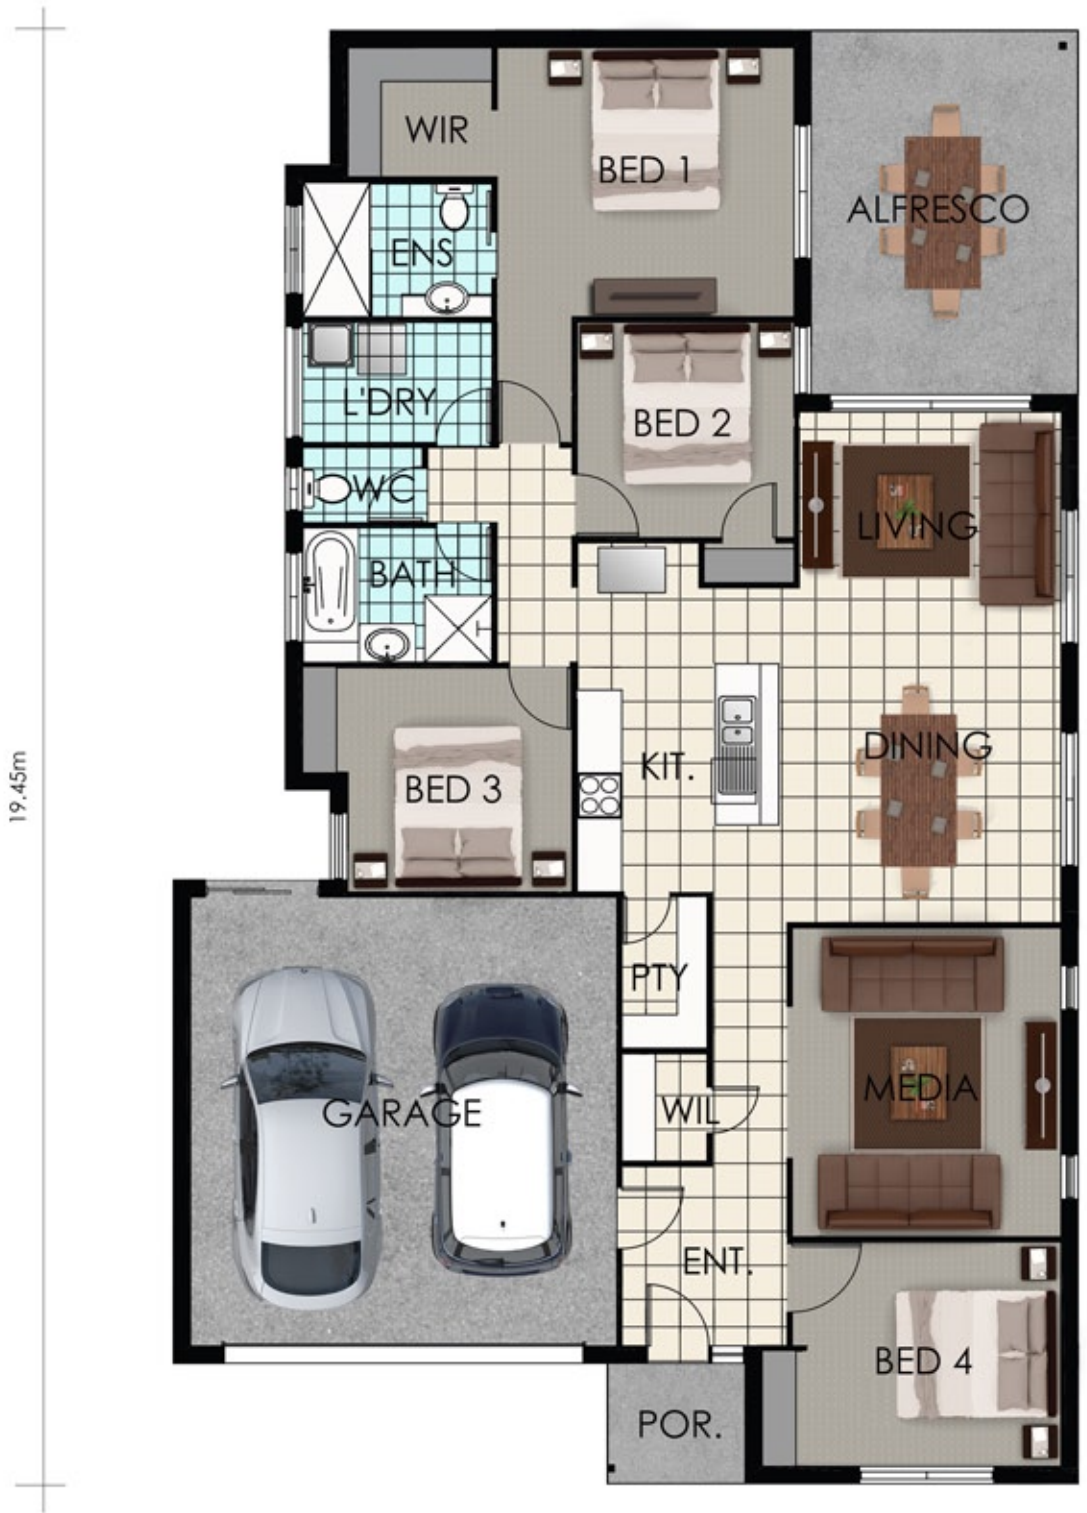 WIR
BED 1
ALFRESCO
ENS
L'DRY
BED 2
WC
LIVING
BATH
DINING
KIT.
BED 3
19.45m
PTY
MEDIA
GARAGE
WIL
ENT.
BED 4
POR.